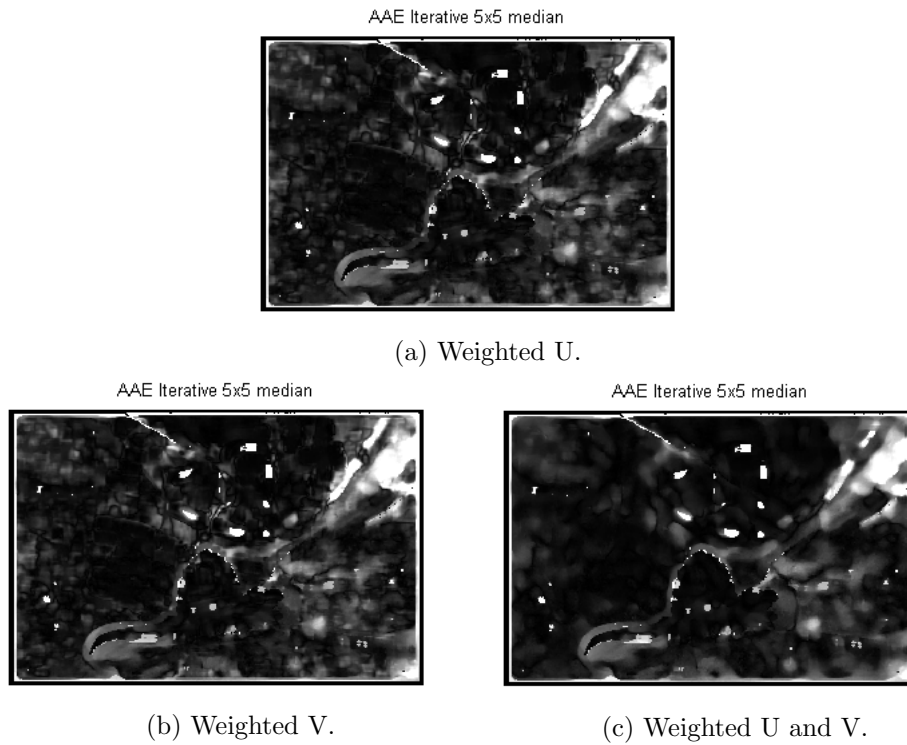 AAE Iterative 5x5 median
(a) Weighted U.
AAE Iterative 5x5 median
AAE Iterative 5x5 median
(b) Weighted V.
(c) Weighted U and V.